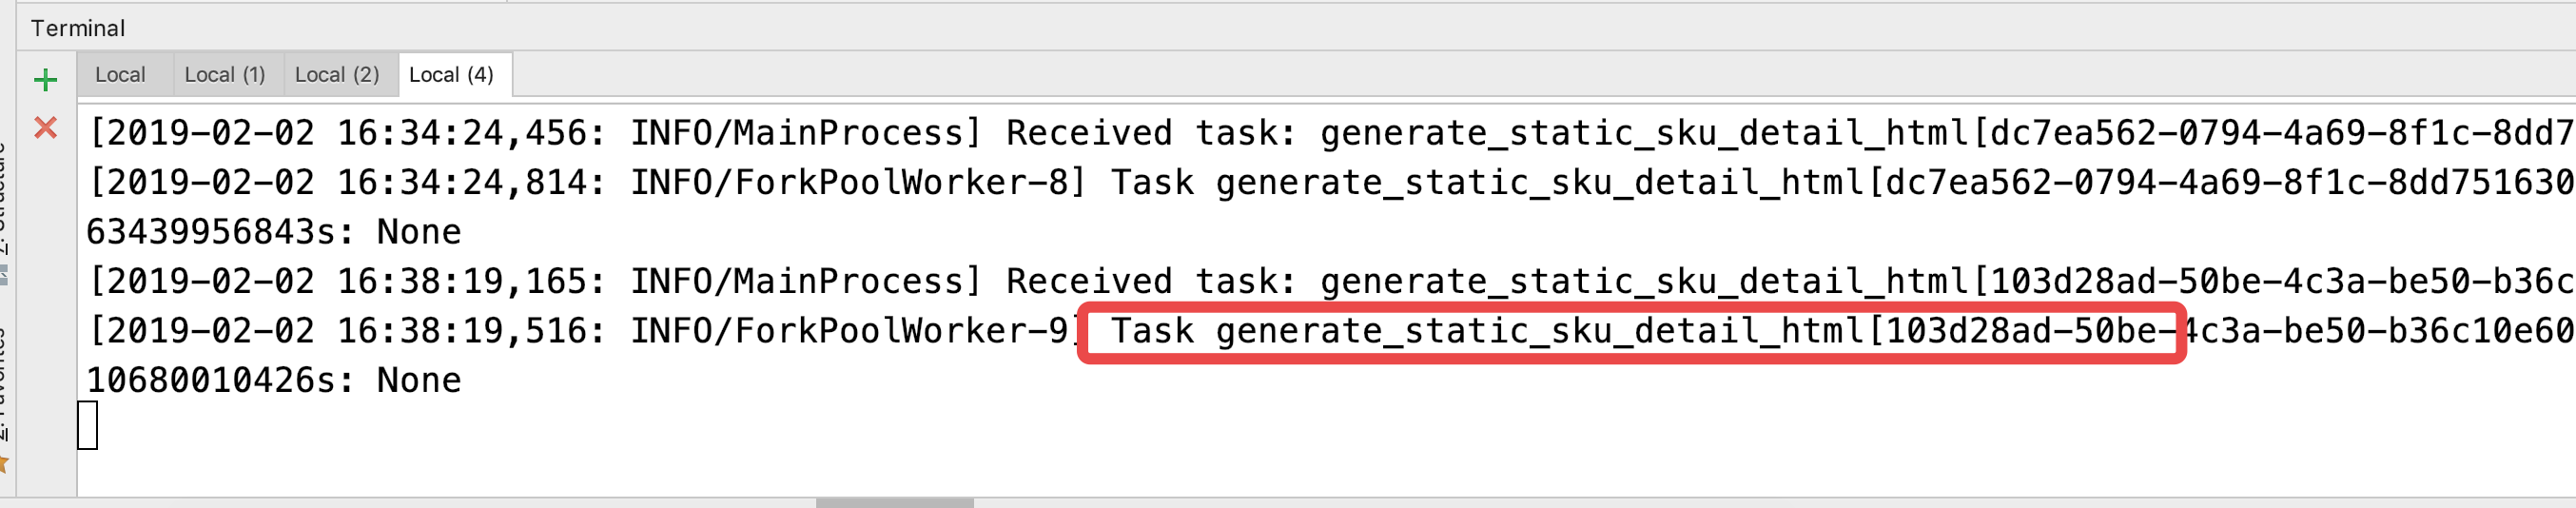 Terminal
Local Local (1) Local (2) Local (4)
[2019-02-02 16:34:24,456: INFO/MainProcess] Received task: generate_static_sku_detail_html[dc7ea562-0794-4a69-8f1c-8dd7
[2019-02-02 16:34:24,814: INFO/ForkPoolWorker-8] Task generate_static_sku_detail_html[dc7ea562-0794-4a69-8f1c-8dd751630
63439956843s: None
[2019-02-02 16:38:19,165: INFO/MainProcess] Received task: generate_static_sku_detail_html[103d28ad-50be-4c3a-be50-b36c
[2019-02-02 16:38:19,516: INFO/ForkPoolWorker-9] Task generate_static_sku_detail_html[103d28ad-50be-4c3a-be50-b36c10e60
10680010426s: None